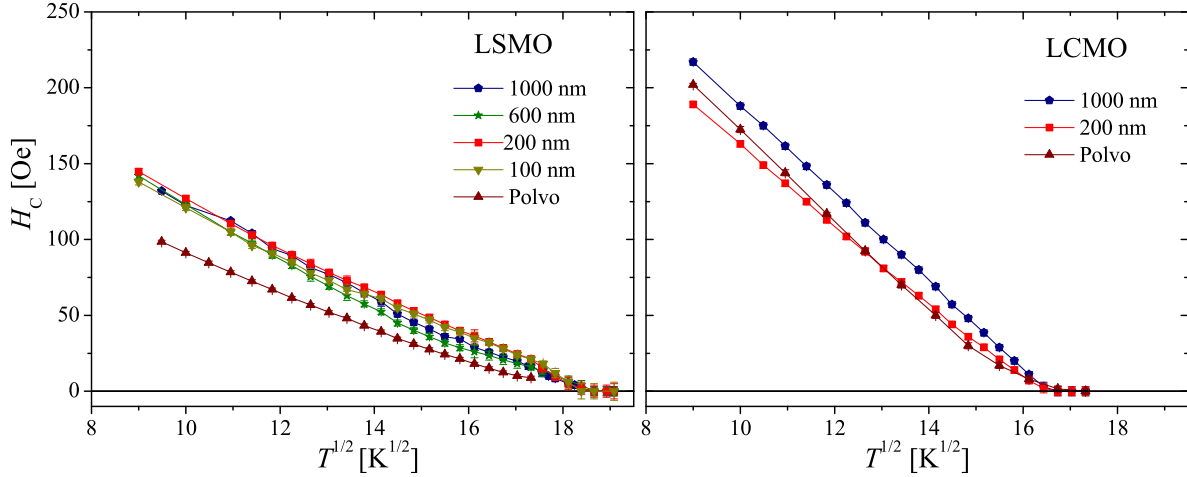 LSMO
1000 nm
600 nm
200 nm
100 nm
Polvo
H_C [Oe]
250
200
150
100
50
0
8 10 12 14 16 18
T^{1/2} [K^{1/2}]
LCMO
1000 nm
200 nm
Polvo
8 10 12 14 16 18
T^{1/2} [K^{1/2}]